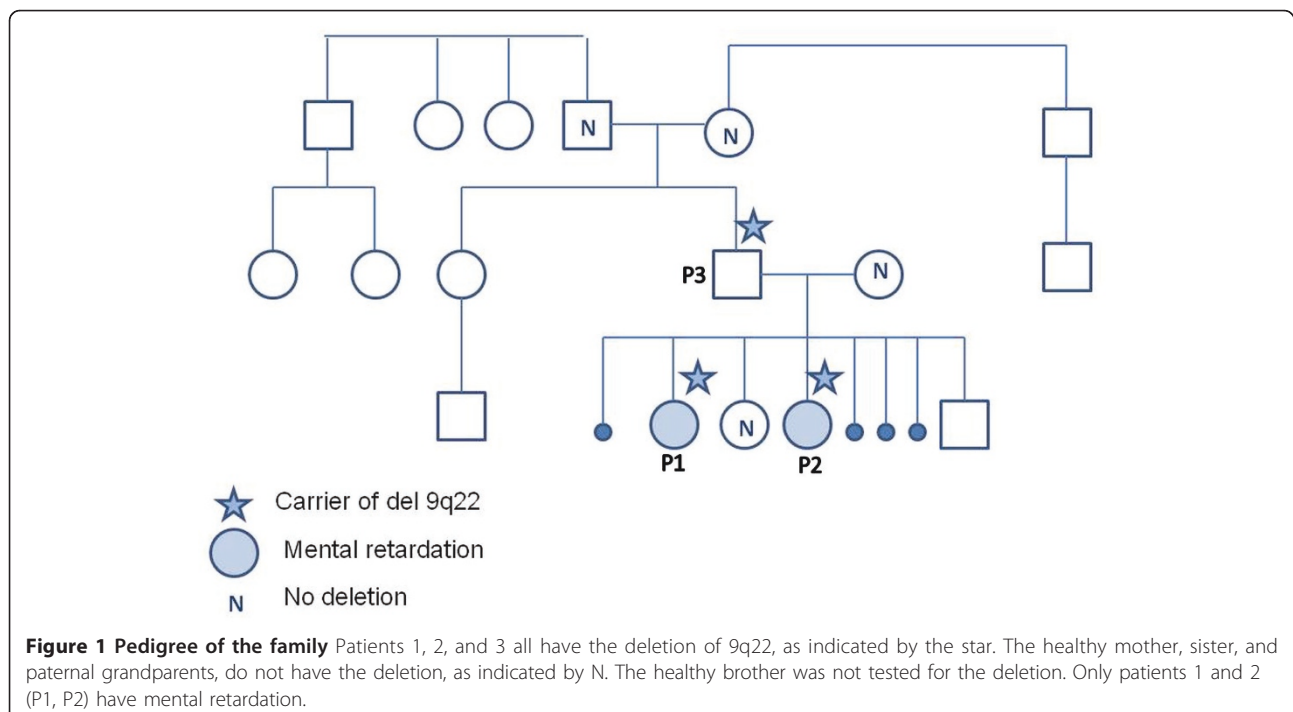 N
N
P3
N
P1
N
P2
Carrier of del 9q22
Mental retardation
N No deletion
Figure 1 Pedigree of the family Patients 1, 2, and 3 all have the deletion of 9q22, as indicated by the star. The healthy mother, sister, and
paternal grandparents, do not have the deletion, as indicated by N. The healthy brother was not tested for the deletion. Only patients 1 and 2
(P1, P2) have mental retardation.